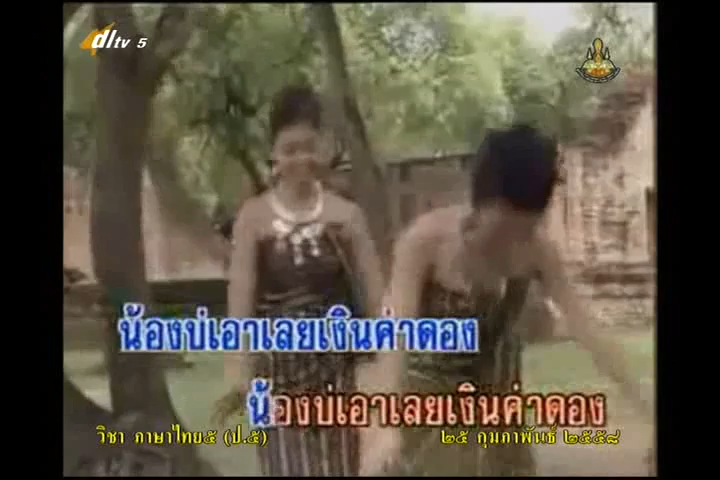 dltv 5
น้องบ่เอาเลยเงินค่าดอง
น้องบ่เอาเลยเงินค่าดอง
วิชา ภาษาไทย๕ (ป.๕)
๒๕ กุมภาพันธ์ ๒๕๕๘